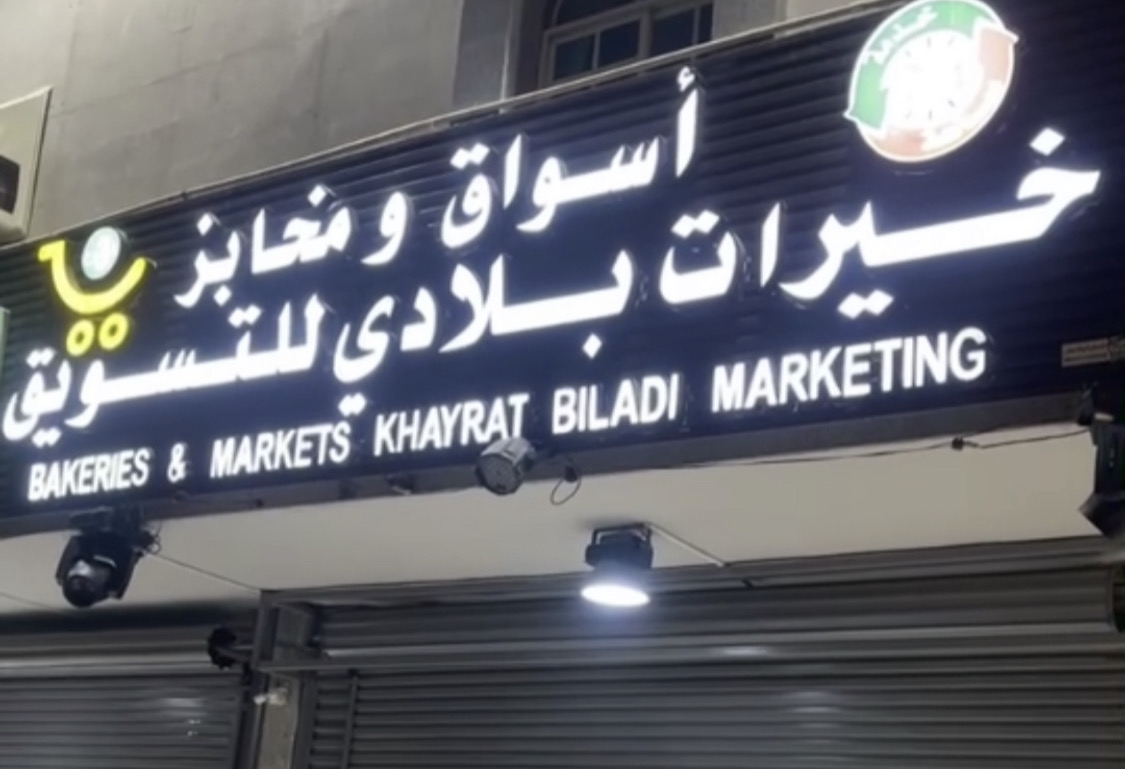 أسواق و مخابز
خيرات بلادي للتسويق
BAKERIES & MARKETS KHAYRAT BILADI MARKETING